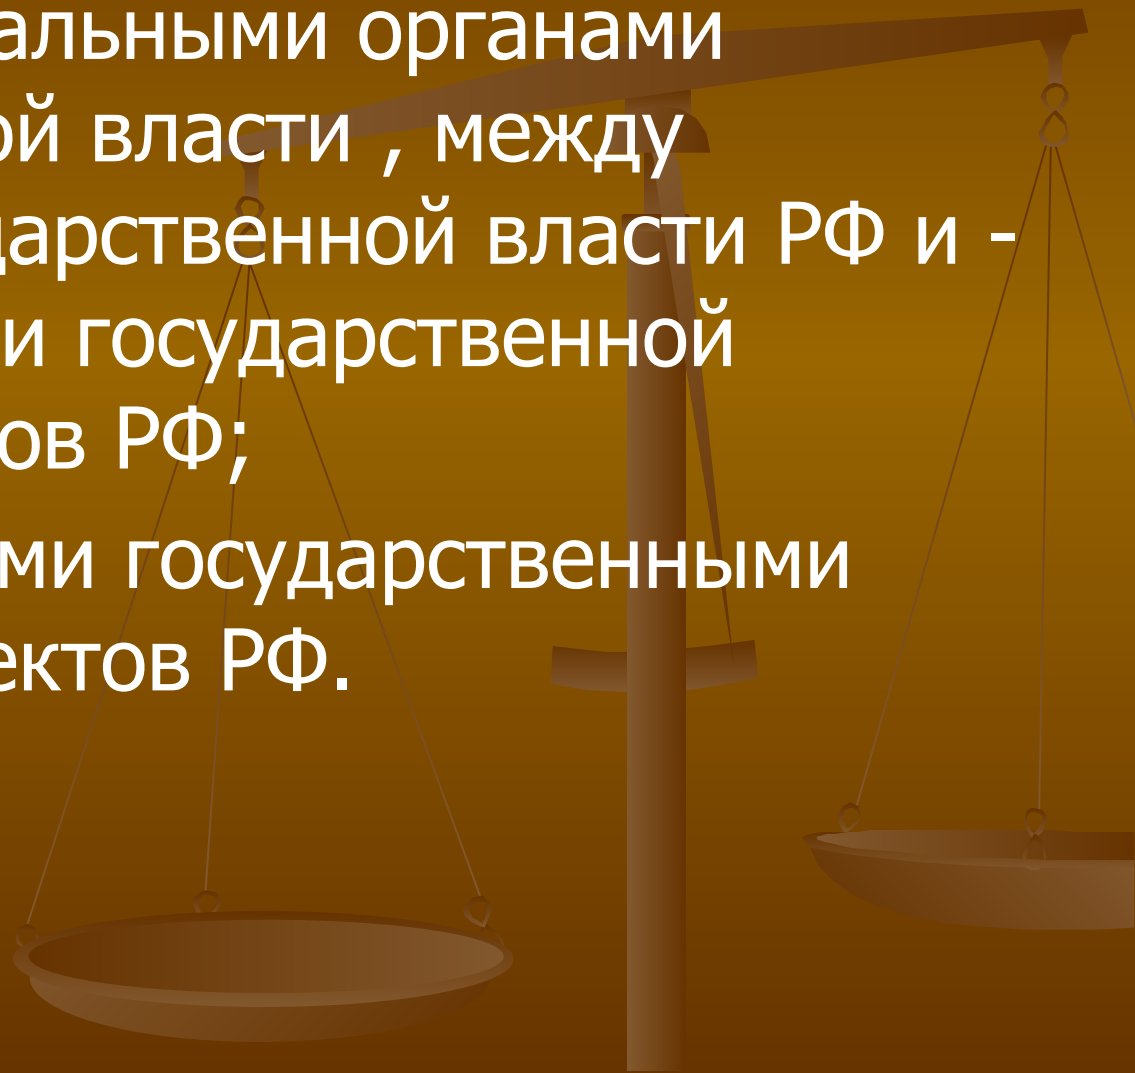 альными органами
ой власти , между
дарственной власти РФ и -
и государственной
ов РФ;
ми государственными
ектов РФ.